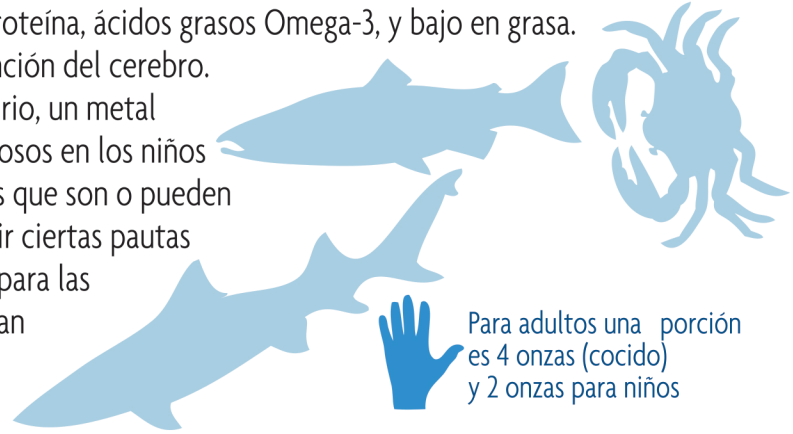 roteína, ácidos grasos Omega-3, y bajo en grasa.
ción del cerebro.
rio, un metal
osos en los niños
s que son o pueden
ir ciertas pautas
para las
an
Para adultos una porción
es 4 onzas (cocido)
y 2 onzas para niños